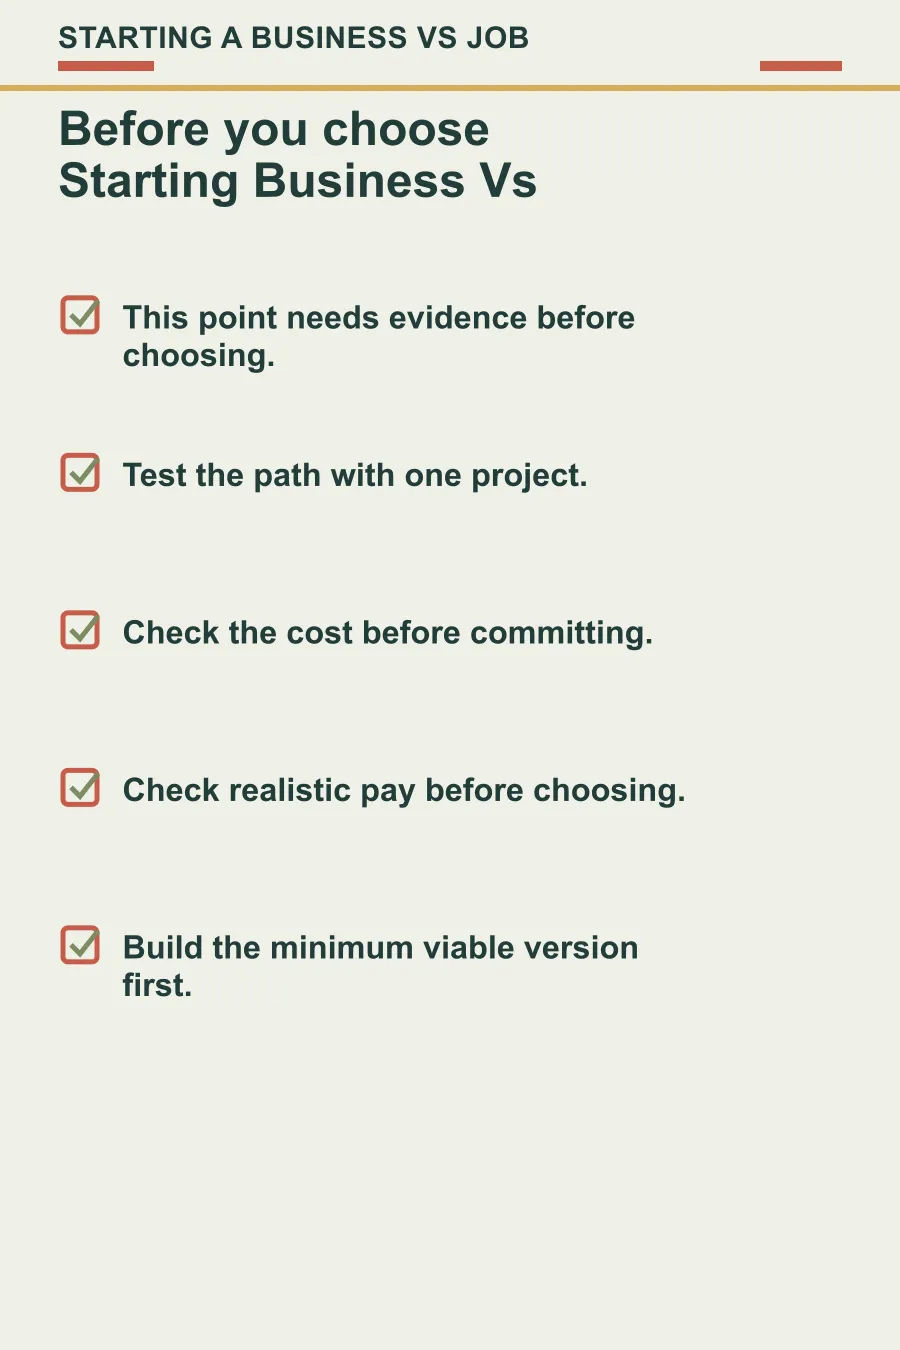 STARTING A BUSINESS VS JOB
Before you choose
Starting Business Vs
This point needs evidence before
choosing.
Test the path with one project.
Check the cost before committing.
Check realistic pay before choosing.
Build the minimum viable version
first.